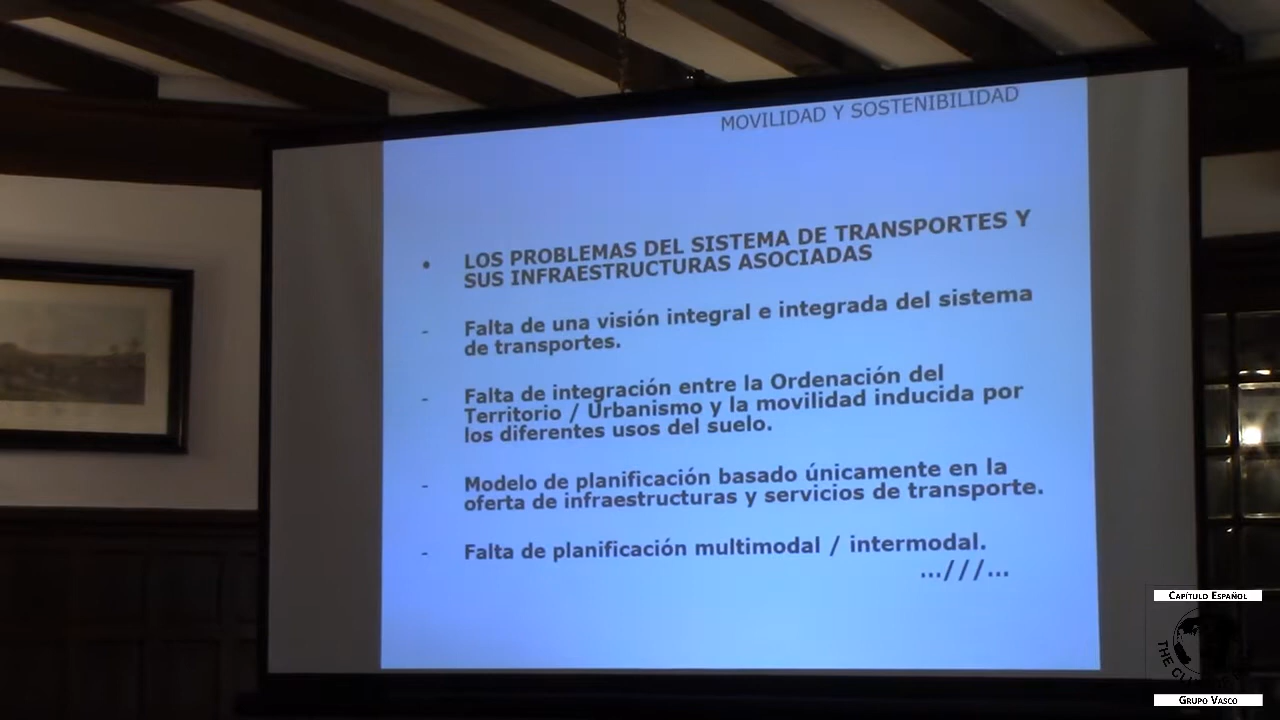 MOVILIDAD Y SOSTENIBILIDAD
• LOS PROBLEMAS DEL SISTEMA DE TRANSPORTES Y
SUS INFRAESTRUCTURAS ASOCIADAS
- Falta de una visión integral e integrada del sistema
de transportes.
- Falta de integración entre la Ordenación del
Territorio / Urbanismo y la movilidad inducida por
los diferentes usos del suelo.
- Modelo de planificación basado únicamente en la
oferta de infraestructuras y servicios de transporte.
- Falta de planificación multimodal / intermodal.
...///...
Capítulo Español
THE
Grupo Vasco